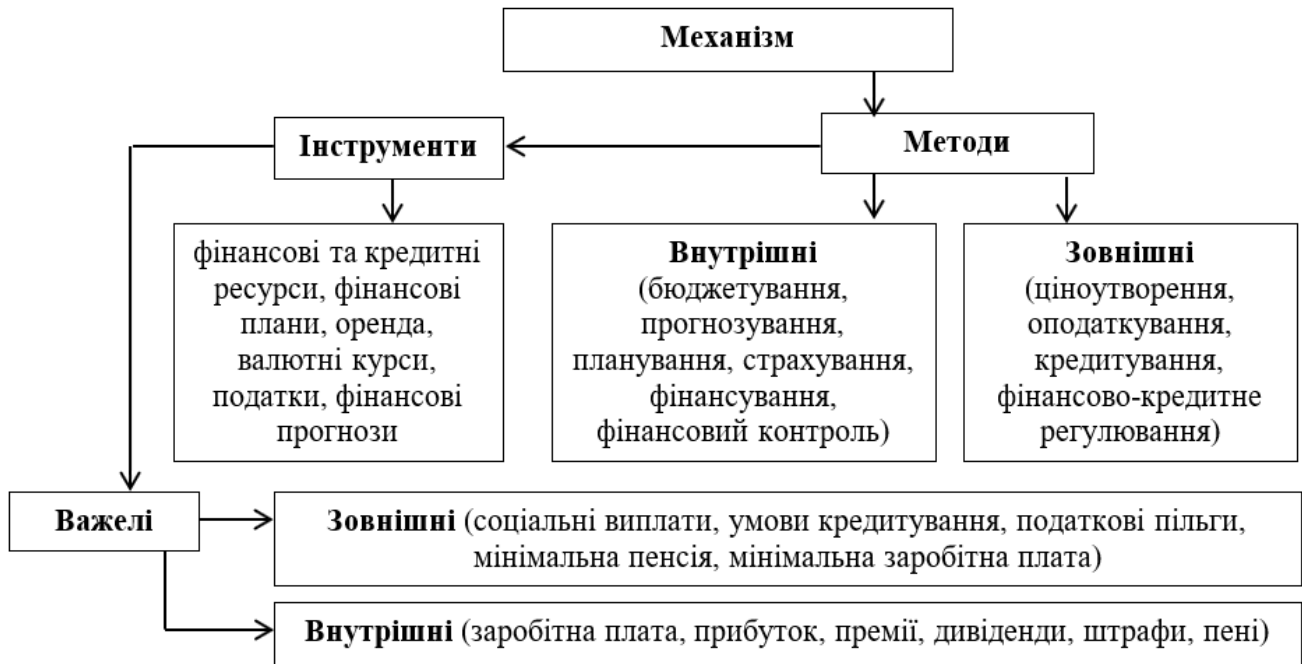 Механізм
Інструменти
Методи
фінансові та кредитні
ресурси, фінансові
плани, оренда,
валютні курси,
податки, фінансові
прогнози
Внутрішні
(бюджетування,
прогнозування,
планування, страхування,
фінансування,
фінансовий контроль)
Зовнішні
(ціноутворення,
оподаткування,
кредитування,
фінансово-кредитне
регулювання)
Важелі
Зовнішні (соціальні виплати, умови кредитування, податкові пільги,
мінімальна пенсія, мінімальна заробітна плата)
Внутрішні (заробітна плата, прибуток, премії, дивіденди, штрафи, пені)